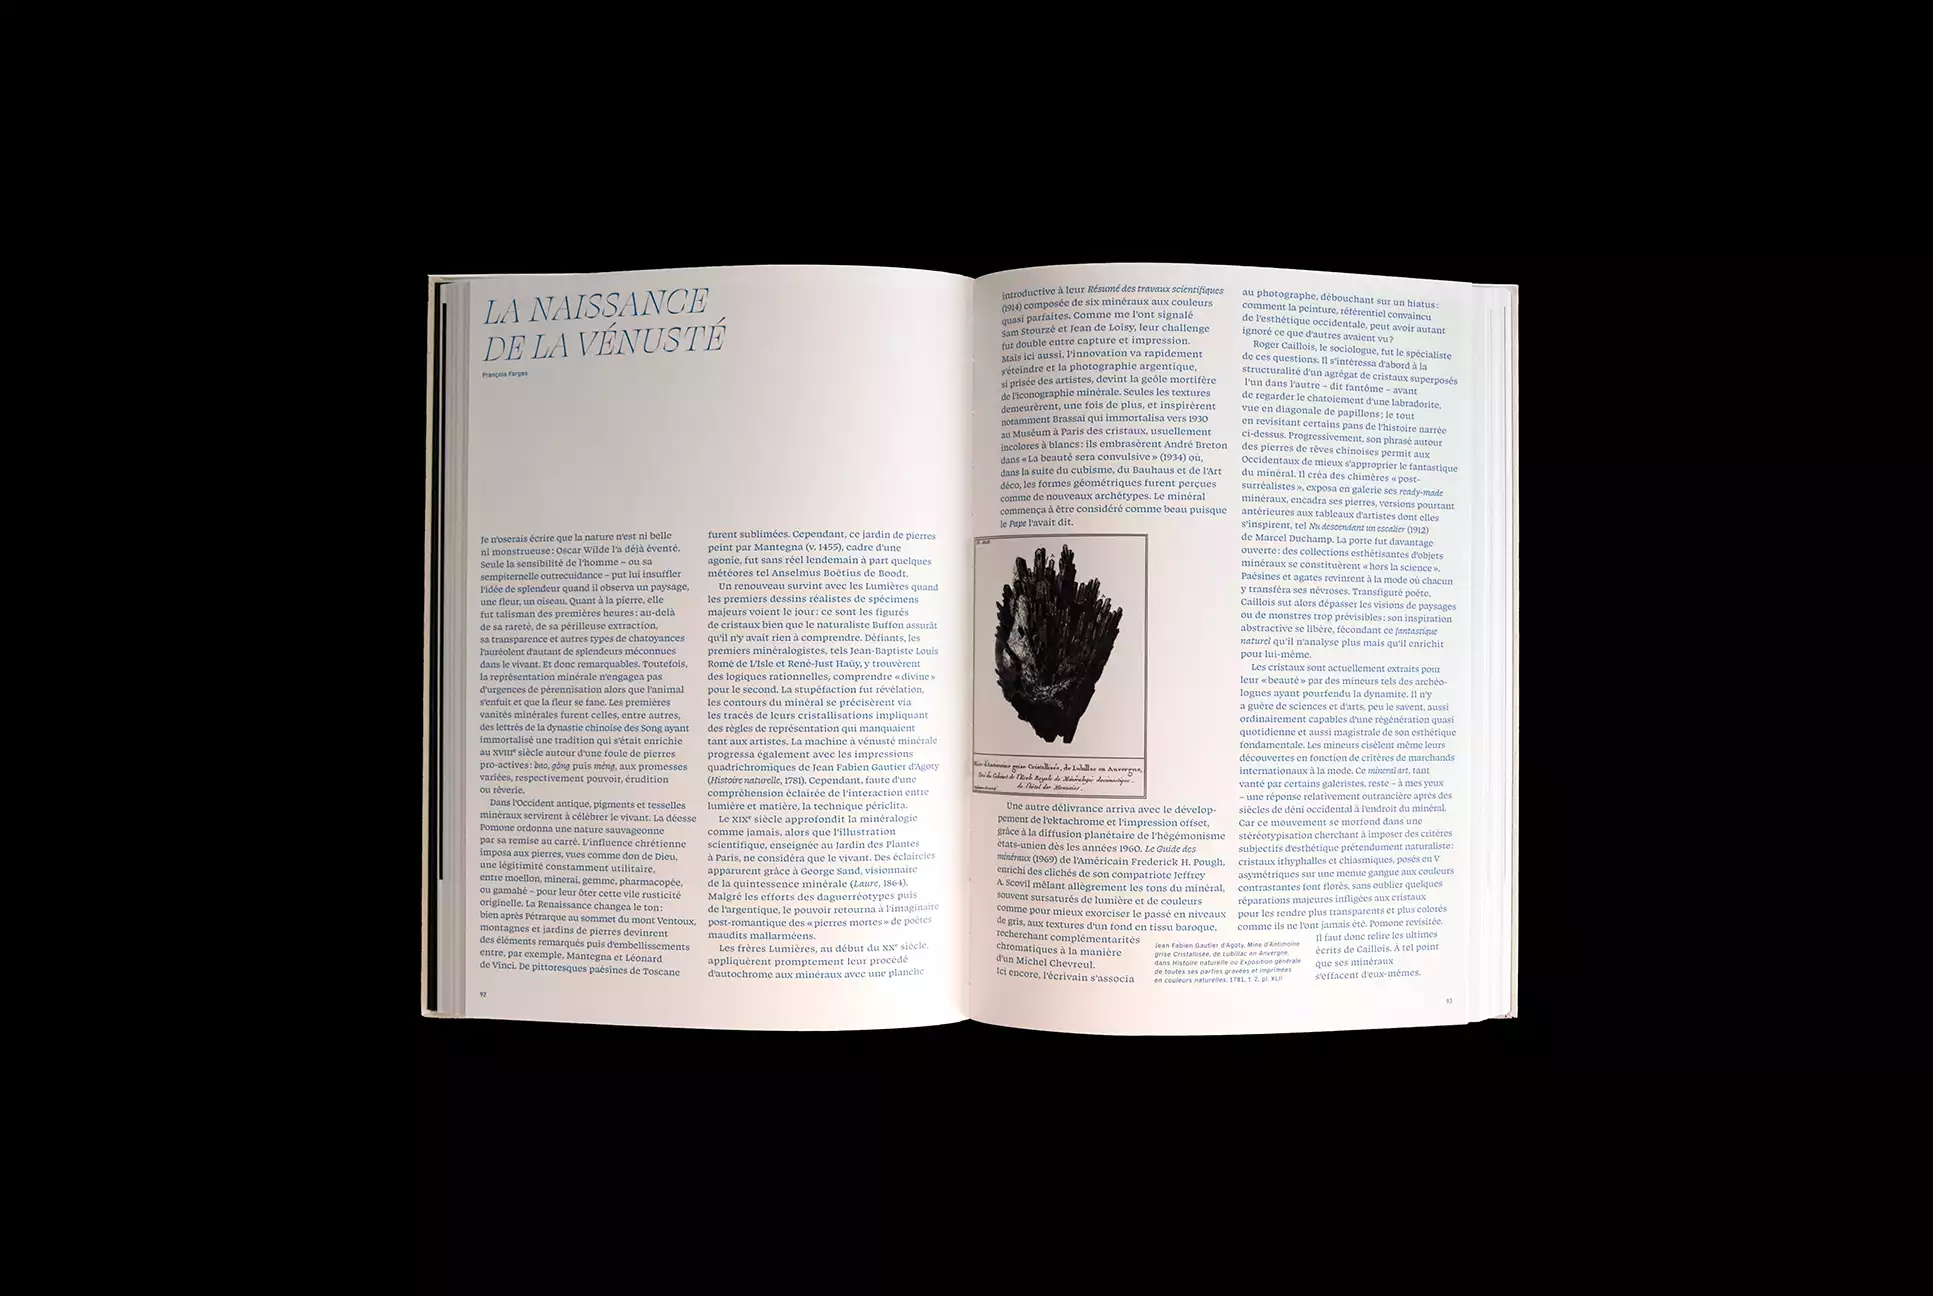 LA NAISSANCE
DE LA VÉNUSTÉ
François Farges
Je n'oserais écrire que la nature n'est ni belle
ni monstrueuse : Oscar Wilde l'a déjà éventé.
Seule la sensibilité de l'homme – ou sa
sempiternelle outrecuidance – put lui insuffler
l'idée de splendeur quand il observa un paysage,
une fleur, un oiseau. Quant à la pierre, elle
fut talisman des premières heures : au-delà
de sa rareté, de sa périlleuse extraction,
sa transparence et autres types de chatoyances
l'auréolent d'autant de splendeurs méconnues
dans le vivant. Et donc remarquables. Toutefois,
la représentation minérale n'engagea pas
d'urgences de pérennisation alors que l'animal
s'enfuit et que la fleur se fane. Les premières
vanités minérales furent celles, entre autres,
des lettrés de la dynastie chinoise des Song ayant
immortalisé une tradition qui s'était enrichie
au XVIIIe siècle autour d'une foule de pierres
pro-actives : bao, gōng puis mèng, aux promesses
variées, respectivement pouvoir, érudition
ou rêverie.
Dans l'Occident antique, pigments et tesselles
minéraux servirent à célébrer le vivant. La déesse
Pomone ordonna une nature sauvageonne
par sa remise au carré. L'influence chrétienne
imposa aux pierres, vues comme don de Dieu,
une légitimité constamment utilitaire,
entre moellon, minerai, gemme, pharmacopée,
ou gamahé – pour leur ôter cette vile rusticité
originelle. La Renaissance changea le ton :
bien après Pétrarque au sommet du mont Ventoux,
montagnes et jardins de pierres devinrent
des éléments remarqués puis d'embellissements
entre, par exemple, Mantegna et Léonard
de Vinci. De pittoresques paésines de Toscane
92
furent sublimées. Cependant, ce jardin de pierres
peint par Mantegna (v. 1455), cadre d'une
agonie, fut sans réel lendemain à part quelques
météores tel Anselmus Boëtius de Boodt.
Un renouveau survint avec les Lumières quand
les premiers dessins réalistes de spécimens
majeurs voient le jour : ce sont les figurés
de cristaux bien que le naturaliste Buffon assurât
qu'il n'y avait rien à comprendre. Défiants, les
premiers minéralogistes, tels Jean-Baptiste Louis
Romé de L'Isle et René-Just Haüy, y trouvèrent
des logiques rationnelles, comprendre « divine »
pour le second. La stupéfaction fut révélation,
les contours du minéral se précisèrent via
les tracés de leurs cristallisations impliquant
des règles de représentation qui manquaient
tant aux artistes. La machine à vénusté minérale
progressa également avec les impressions
quadrichromiques de Jean Fabien Gautier d'Agoty
(Histoire naturelle, 1781). Cependant, faute d'une
compréhension éclairée de l'interaction entre
lumière et matière, la technique périclita.
Le XIXe siècle approfondit la minéralogie
comme jamais, alors que l'illustration
scientifique, enseignée au Jardin des Plantes
à Paris, ne considéra que le vivant. Des éclaircies
apparurent grâce à George Sand, visionnaire
de la quintessence minérale (Laure, 1864).
Malgré les efforts des daguerréotypes puis
de l'argentique, le pouvoir retourna à l'imaginaire
post-romantique des « pierres mortes » de poètes
maudits mallarméens.
Les frères Lumières, au début du XXe siècle,
appliquèrent promptement leur procédé
d'autochrome aux minéraux avec une planche
introductive à leur Résumé des travaux scientifiques
(1914) composée de six minéraux aux couleurs
quasi parfaites. Comme me l'ont signalé
Sam Stourzé et Jean de Loisy, leur challenge
fut double entre capture et impression.
Mais ici aussi, l'innovation va rapidement
s'éteindre et la photographie argentique,
si prisée des artistes, devint la geôle mortifère
de l'iconographie minérale. Seules les textures
demeurèrent, une fois de plus, et inspirèrent
notamment Brassaï qui immortalisa vers 1930
au Muséum à Paris des cristaux, usuellement
incolores à blancs : ils embrasèrent André Breton
dans « La beauté sera convulsive » (1934) où,
dans la suite du cubisme, du Bauhaus et de l'Art
déco, les formes géométriques furent perçues
comme de nouveaux archétypes. Le minéral
commença à être considéré comme beau puisque
le Pape l'avait dit.
Mine d'Antimoine grise Cristallisée, de Lubillac en Auvergne,
Tiré du Cabinet de l'Ecole Royale de Minéralogie docimastique.
de l'hôtel des Monnoies.
Une autre délivrance arriva avec le dévelop-
pement de l'ektachrome et l'impression offset,
grâce à la diffusion planétaire de l'hégémonisme
états-unien dès les années 1960. Le Guide des
minéraux (1969) de l'Américain Frederick H. Pough,
enrichi des clichés de son compatriote Jeffrey
A. Scovil mêlant allègrement les tons du minéral,
souvent sursaturés de lumière et de couleurs
comme pour mieux exorciser le passé en niveaux
de gris, aux textures d'un fond en tissu baroque,
recherchant complémentarités
chromatiques à la manière
d'un Michel Chevreul.
Ici encore, l'écrivain s'associa
Jean Fabien Gautier d'Agoty, Mine d'Antimoine
grise Cristallisée, de Lubillac en Auvergne,
dans Histoire naturelle ou Exposition générale
de toutes ses parties gravées et imprimées
en couleurs naturelles, 1781, t. 2, pl. XLII
au photographe, débouchant sur un hiatus :
comment la peinture, référentiel convaincu
de l'esthétique occidentale, peut avoir autant
ignoré ce que d'autres avaient vu ?
Roger Caillois, le sociologue, fut le spécialiste
de ces questions. Il s'intéressa d'abord à la
structuralité d'un agrégat de cristaux superposés
l'un dans l'autre – dit fantôme – avant
de regarder le chatoiement d'une labradorite,
vue en diagonale de papillons ; le tout
en revisitant certains pans de l'histoire narrée
ci-dessus. Progressivement, son phrasé autour
des pierres de rêves chinoises permit aux
Occidentaux de mieux s'approprier le fantastique
du minéral. Il créa des chimères « post-
surréalistes », exposa en galerie ses ready-made
minéraux, encadra ses pierres, versions pourtant
antérieures aux tableaux d'artistes dont elles
s'inspirent, tel Nu descendant un escalier (1912)
de Marcel Duchamp. La porte fut davantage
ouverte : des collections esthétisantes d'objets
minéraux se constituèrent « hors la science ».
Paésines et agates revinrent à la mode où chacun
y transféra ses névroses. Transfiguré poète,
Caillois sut alors dépasser les visions de paysages
ou de monstres trop prévisibles : son inspiration
abstractive se libère, fécondant ce fantastique
naturel qu'il n'analyse plus mais qu'il enrichit
pour lui-même.
Les cristaux sont actuellement extraits pour
leur « beauté » par des mineurs tels des archéo-
logues ayant pourfendu la dynamite. Il n'y
a guère de sciences et d'arts, peu le savent, aussi
ordinairement capables d'une régénération quasi
quotidienne et aussi magistrale de son esthétique
fondamentale. Les mineurs cisèlent même leurs
découvertes en fonction de critères de marchands
internationaux à la mode. Ce mineral art, tant
vanté par certains galeristes, reste – à mes yeux
– une réponse relativement outrancière après des
siècles de déni occidental à l'endroit du minéral.
Car ce mouvement se morfond dans une
stéréotypisation cherchant à imposer des critères
subjectifs d'esthétique prétendument naturaliste :
cristaux ithyphalles et chiasmiques, posés en V
asymétriques sur une menue gangue aux couleurs
contrastantes font florès, sans oublier quelques
réparations majeures infligées aux cristaux
pour les rendre plus transparents et plus colorés
comme ils ne l'ont jamais été. Pomone revisitée.
Il faut donc relire les ultimes
écrits de Caillois. À tel point
que ses minéraux
s'effacent d'eux-mêmes.
93